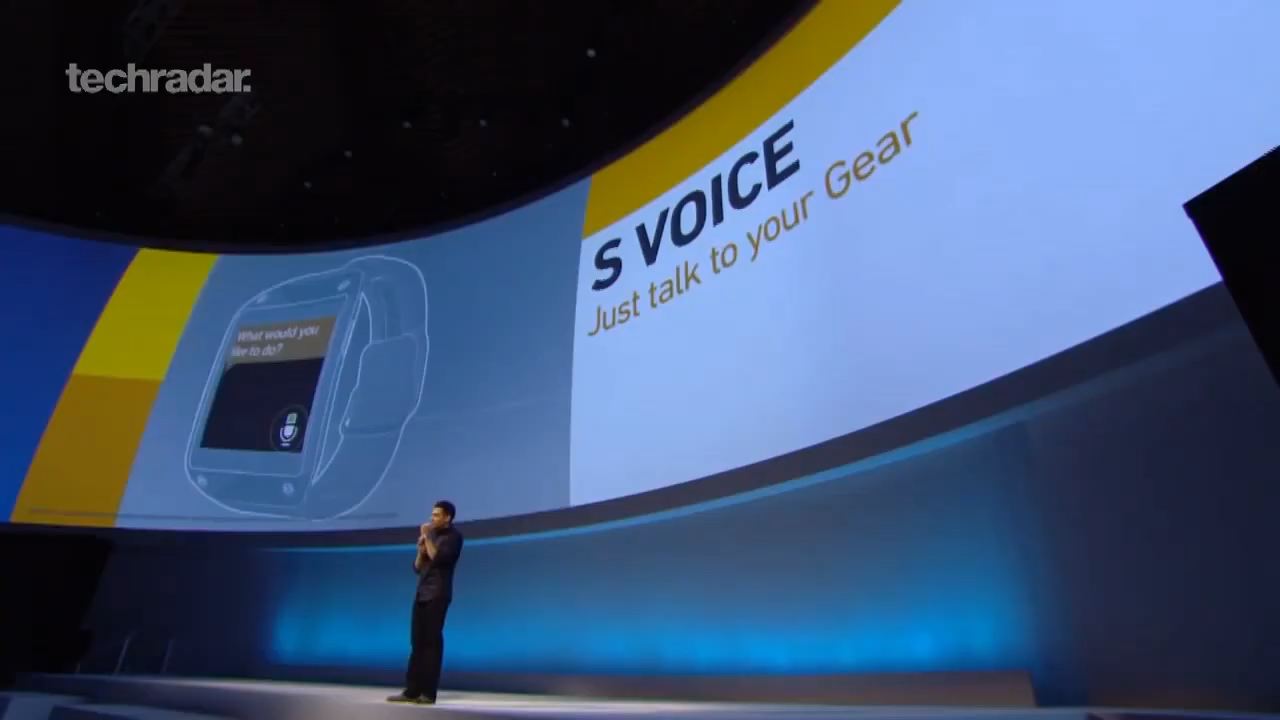 techradar.
S VOICE
Just talk to your Gear
What would you
like to do?